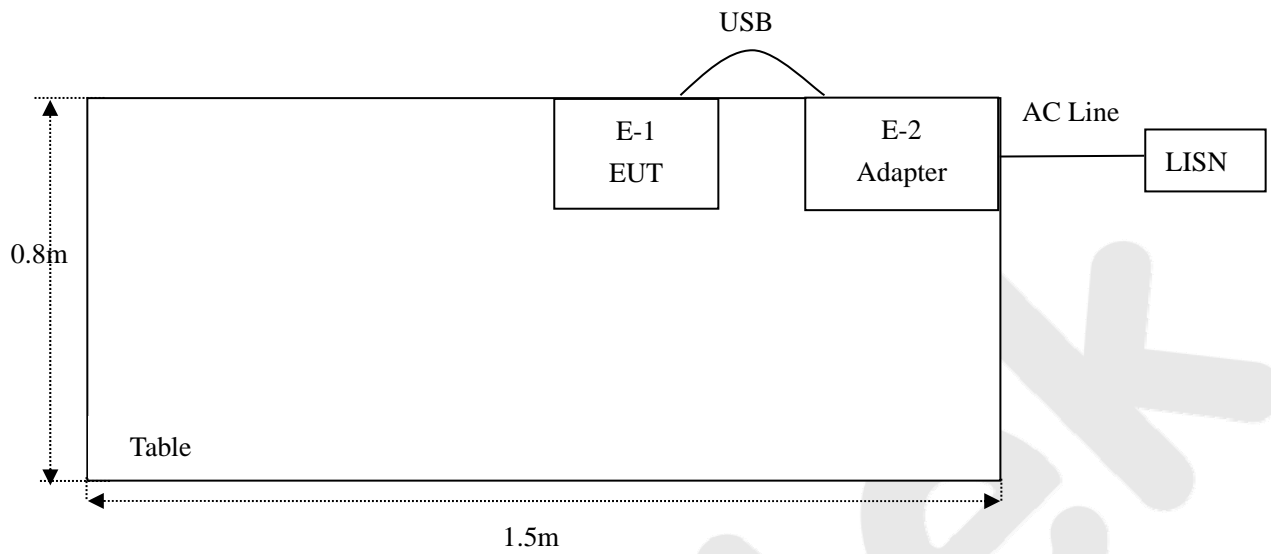 USB
E-1
EUT
E-2
Adapter
AC Line
LISN
0.8m
Table
1.5m